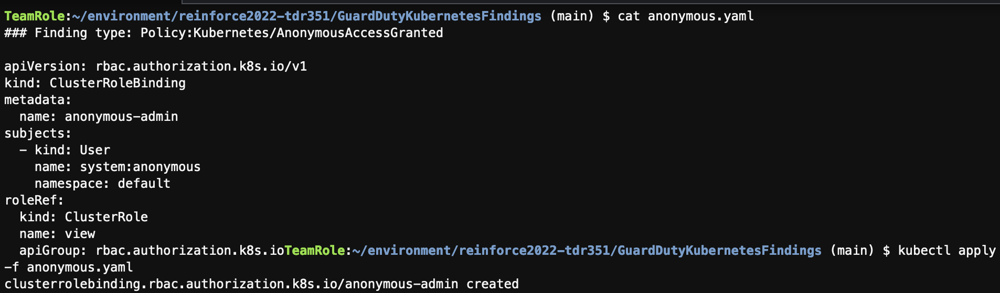 TeamRole:~/environment/reinforce2022-tdr351/GuardDutyKubernetesFindings (main) $ cat anonymous.yaml
### Finding type: Policy:Kubernetes/AnonymousAccessGranted

apiVersion: rbac.authorization.k8s.io/v1
kind: ClusterRoleBinding
metadata:
  name: anonymous-admin
subjects:
  - kind: User
    name: system:anonymous
    namespace: default
roleRef:
  kind: ClusterRole
  name: view
  apiGroup: rbac.authorization.k8s.ioTeamRole:~/environment/reinforce2022-tdr351/GuardDutyKubernetesFindings (main) $ kubectl apply
-f anonymous.yaml
clusterrolebinding.rbac.authorization.k8s.io/anonymous-admin created